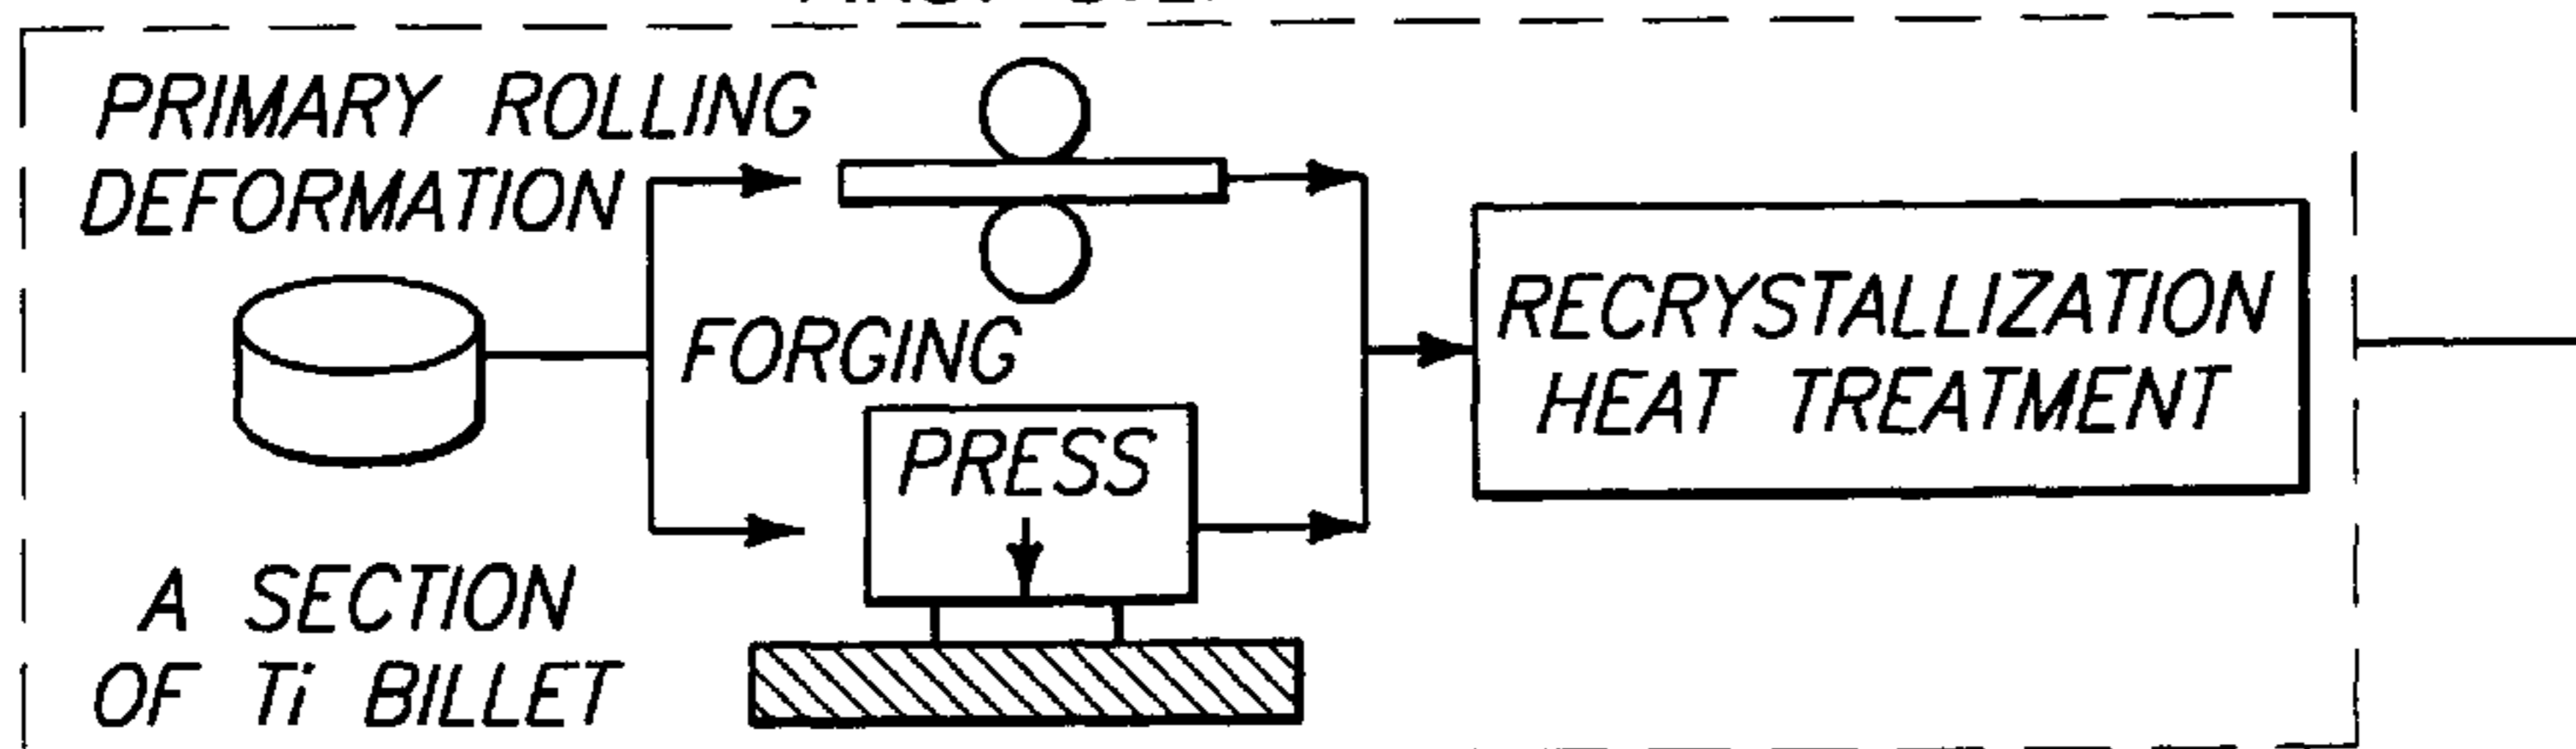 PRIMARY ROLLING
DEFORMATION
FORGING
PRESS
A SECTION
OF Ti BILLET
RECRYSTALLIZATION
HEAT TREATMENT